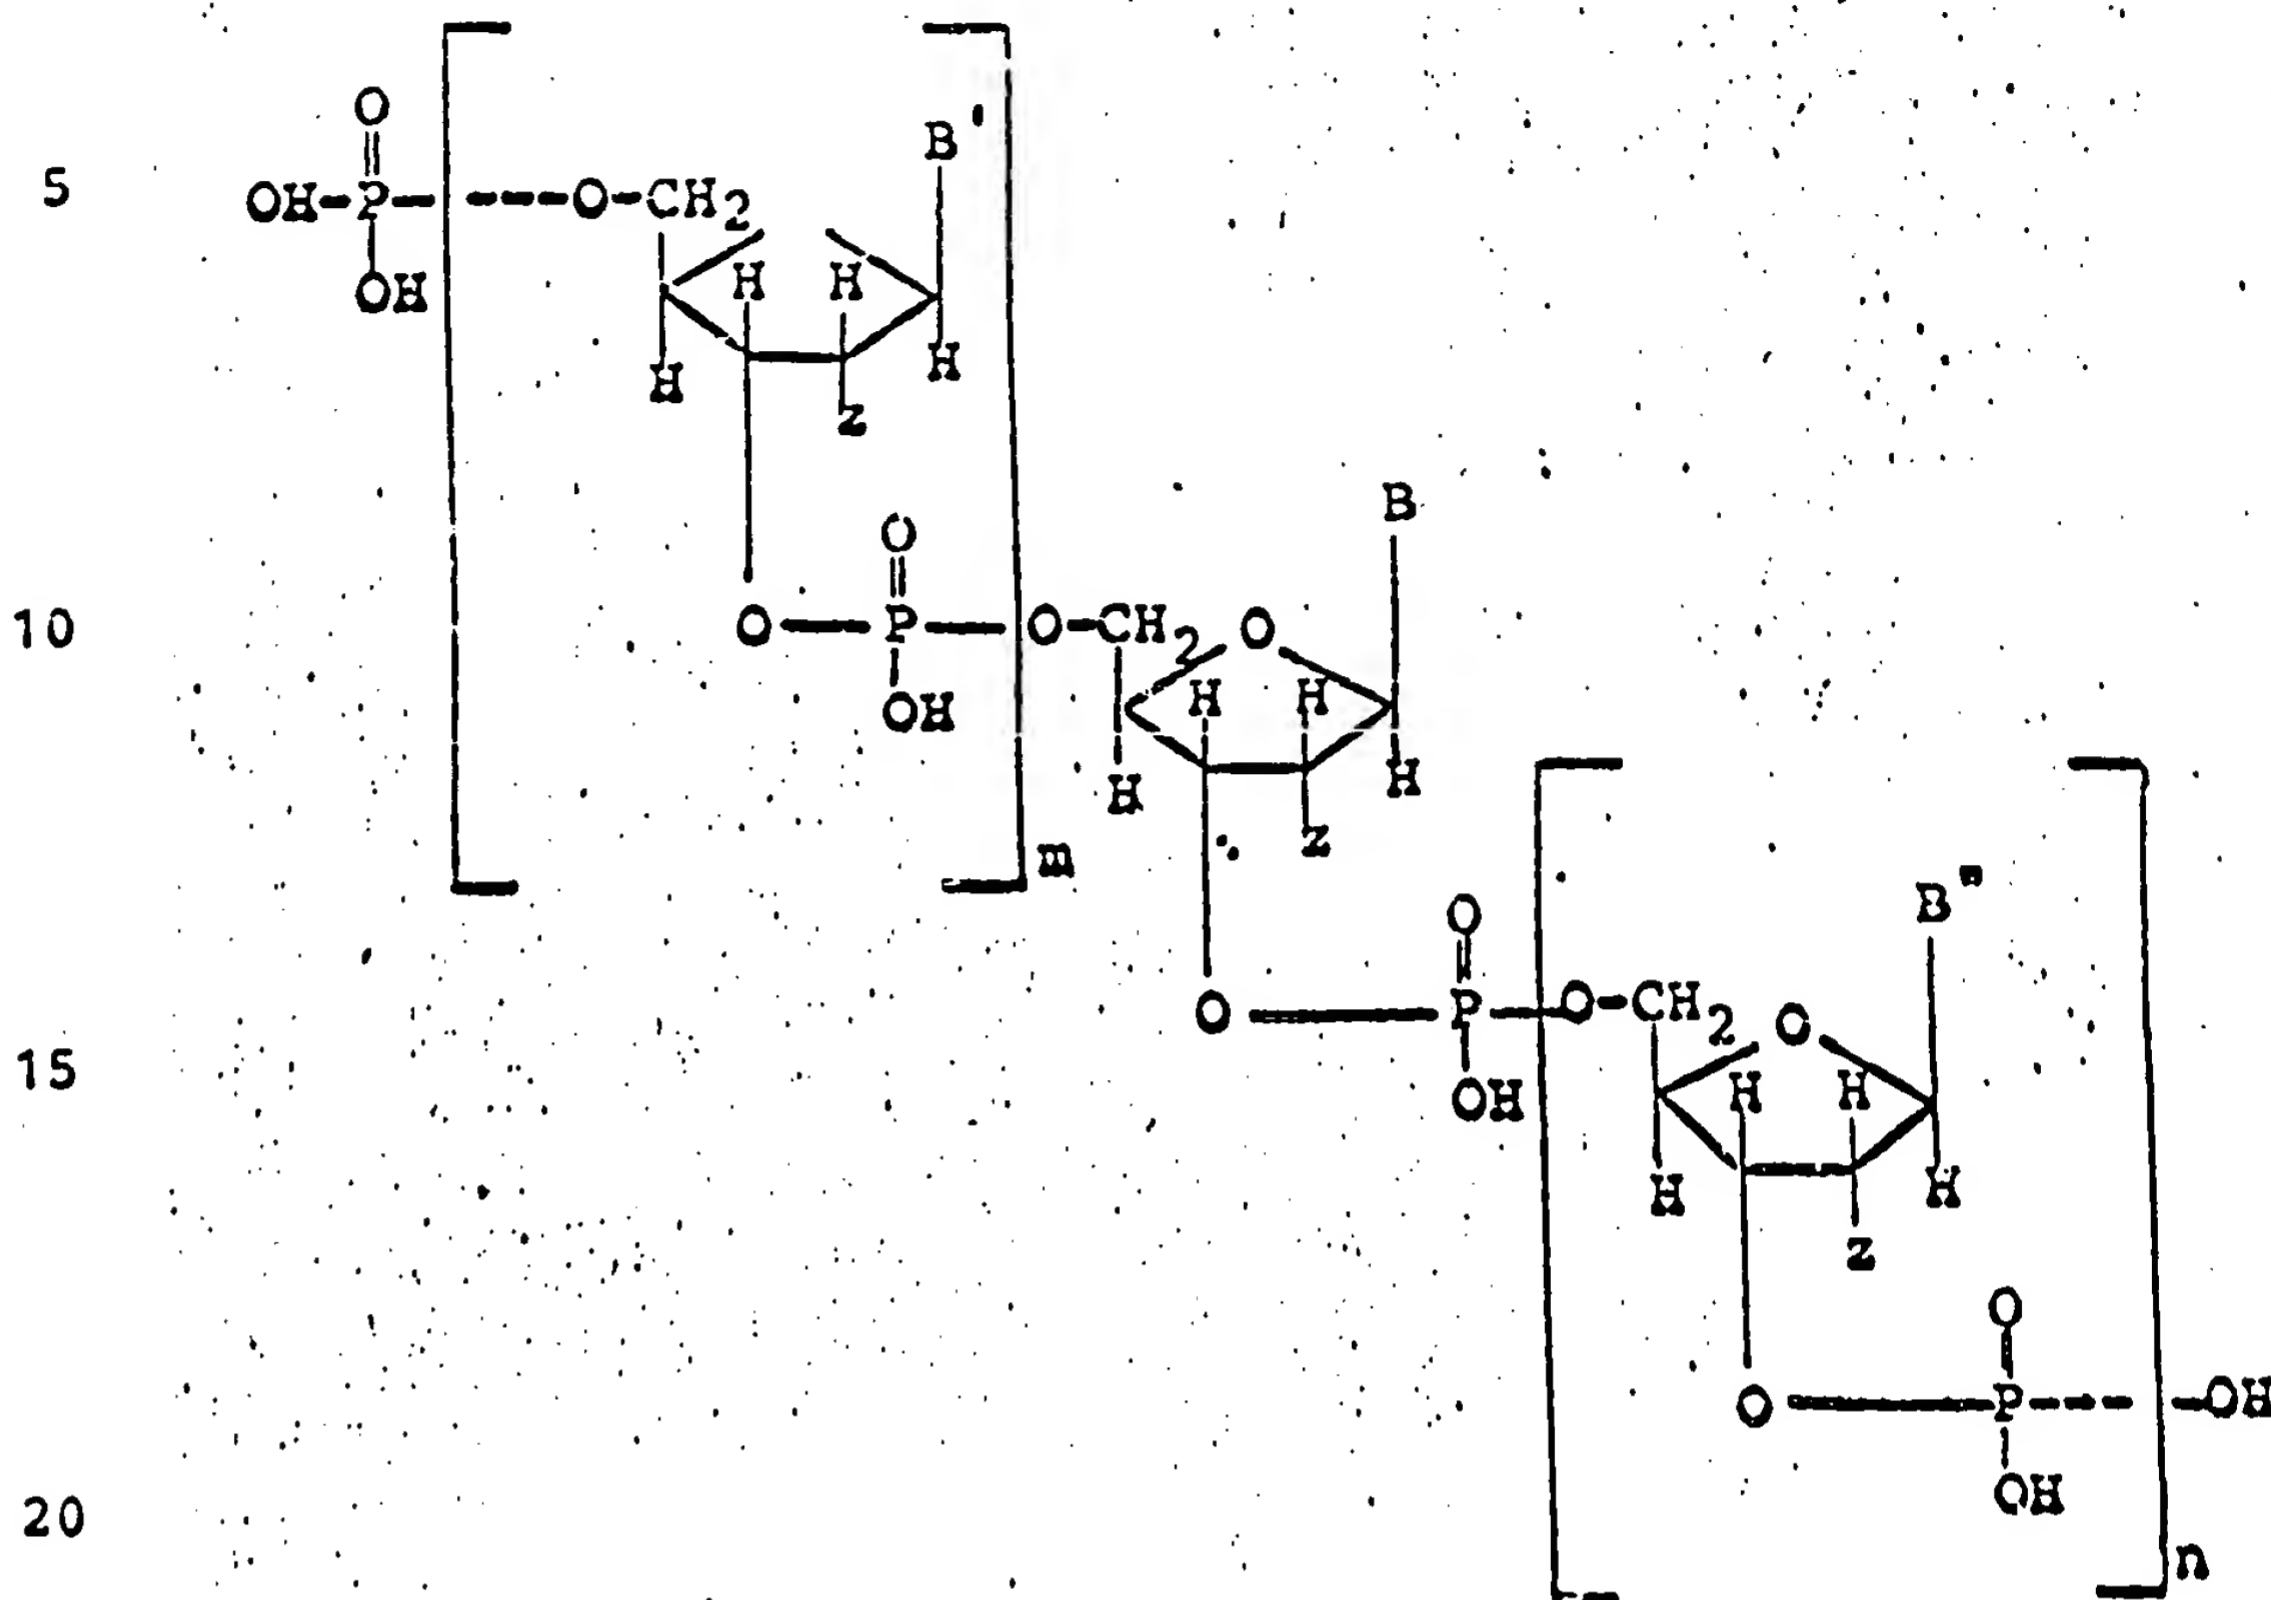 O
B'
5 OH-P- ---O-CH2
H H
OH
H H
Z
B
O
10 O—P—O-CH2 O
H H
OH
H H
Z
m
B"
O
O—P—O-CH2 O
15 H H
OH
H H
Z
O
O—P--- -OH
OH
20
n